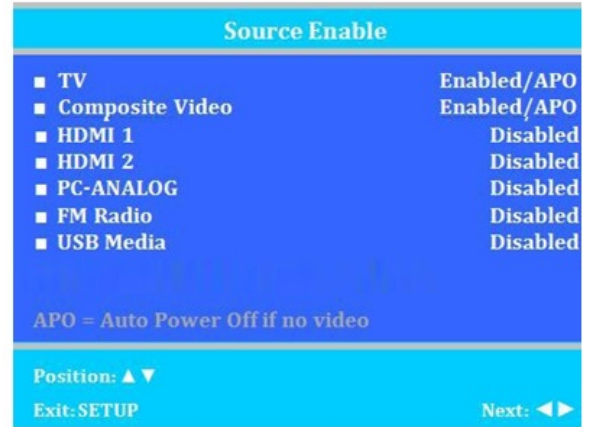 Source Enable
■ TV Enabled/APO
■ Composite Video Enabled/APO
■ HDMI 1 Disabled
■ HDMI 2 Disabled
■ PC-ANALOG Disabled
■ FM Radio Disabled
■ USB Media Disabled
APO = Auto Power Off if no video
Position: ▲ ▼
Exit: SETUP Next: ◀▶